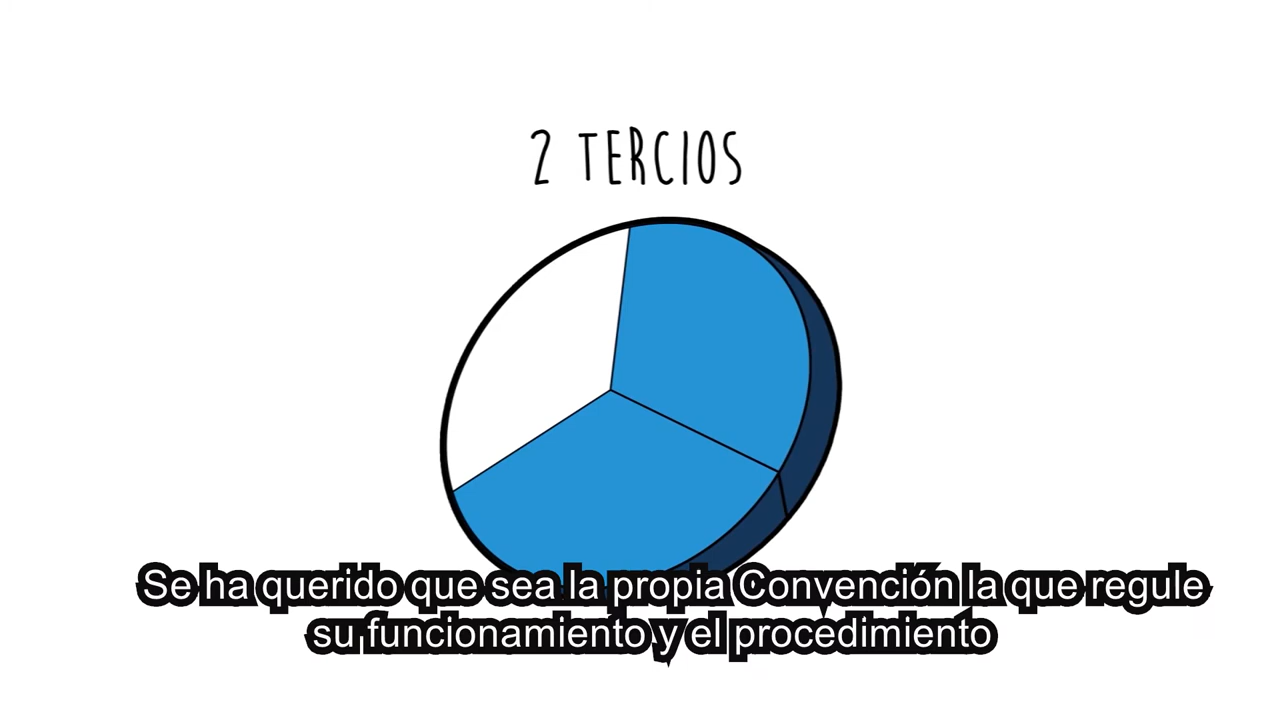 2 TERCIOS
Se ha querido que sea la propia Convención la que regule
su funcionamiento y el procedimiento